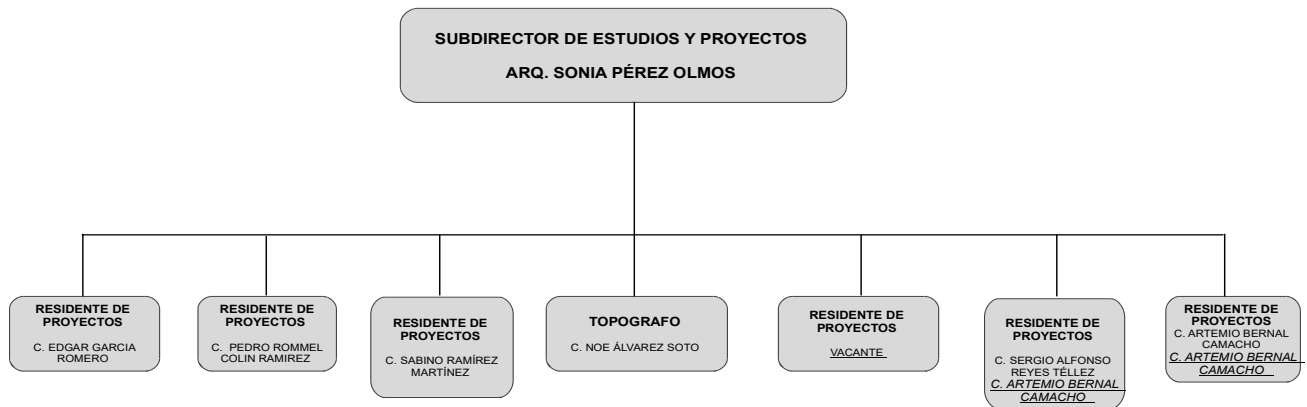 SUBDIRECTOR DE ESTUDIOS Y PROYECTOS
ARQ. SONIA PÉREZ OLMOS
RESIDENTE DE
PROYECTOS
C. EDGAR GARCIA
ROMERO
RESIDENTE DE
PROYECTOS
C. PEDRO ROMMEL
COLIN RAMIREZ
RESIDENTE DE
PROYECTOS
C. SABINO RAMÍREZ
MARTÍNEZ
TOPOGRAFO
C. NOE ÁLVAREZ SOTO
RESIDENTE DE
PROYECTOS
VACANTE
RESIDENTE DE
PROYECTOS
C. SERGIO ALFONSO
REYES TÉLLEZ
C. ARTEMIO BERNAL
CAMACHO
RESIDENTE DE
PROYECTOS
C. ARTEMIO BERNAL
CAMACHO
C. ARTEMIO BERNAL
CAMACHO